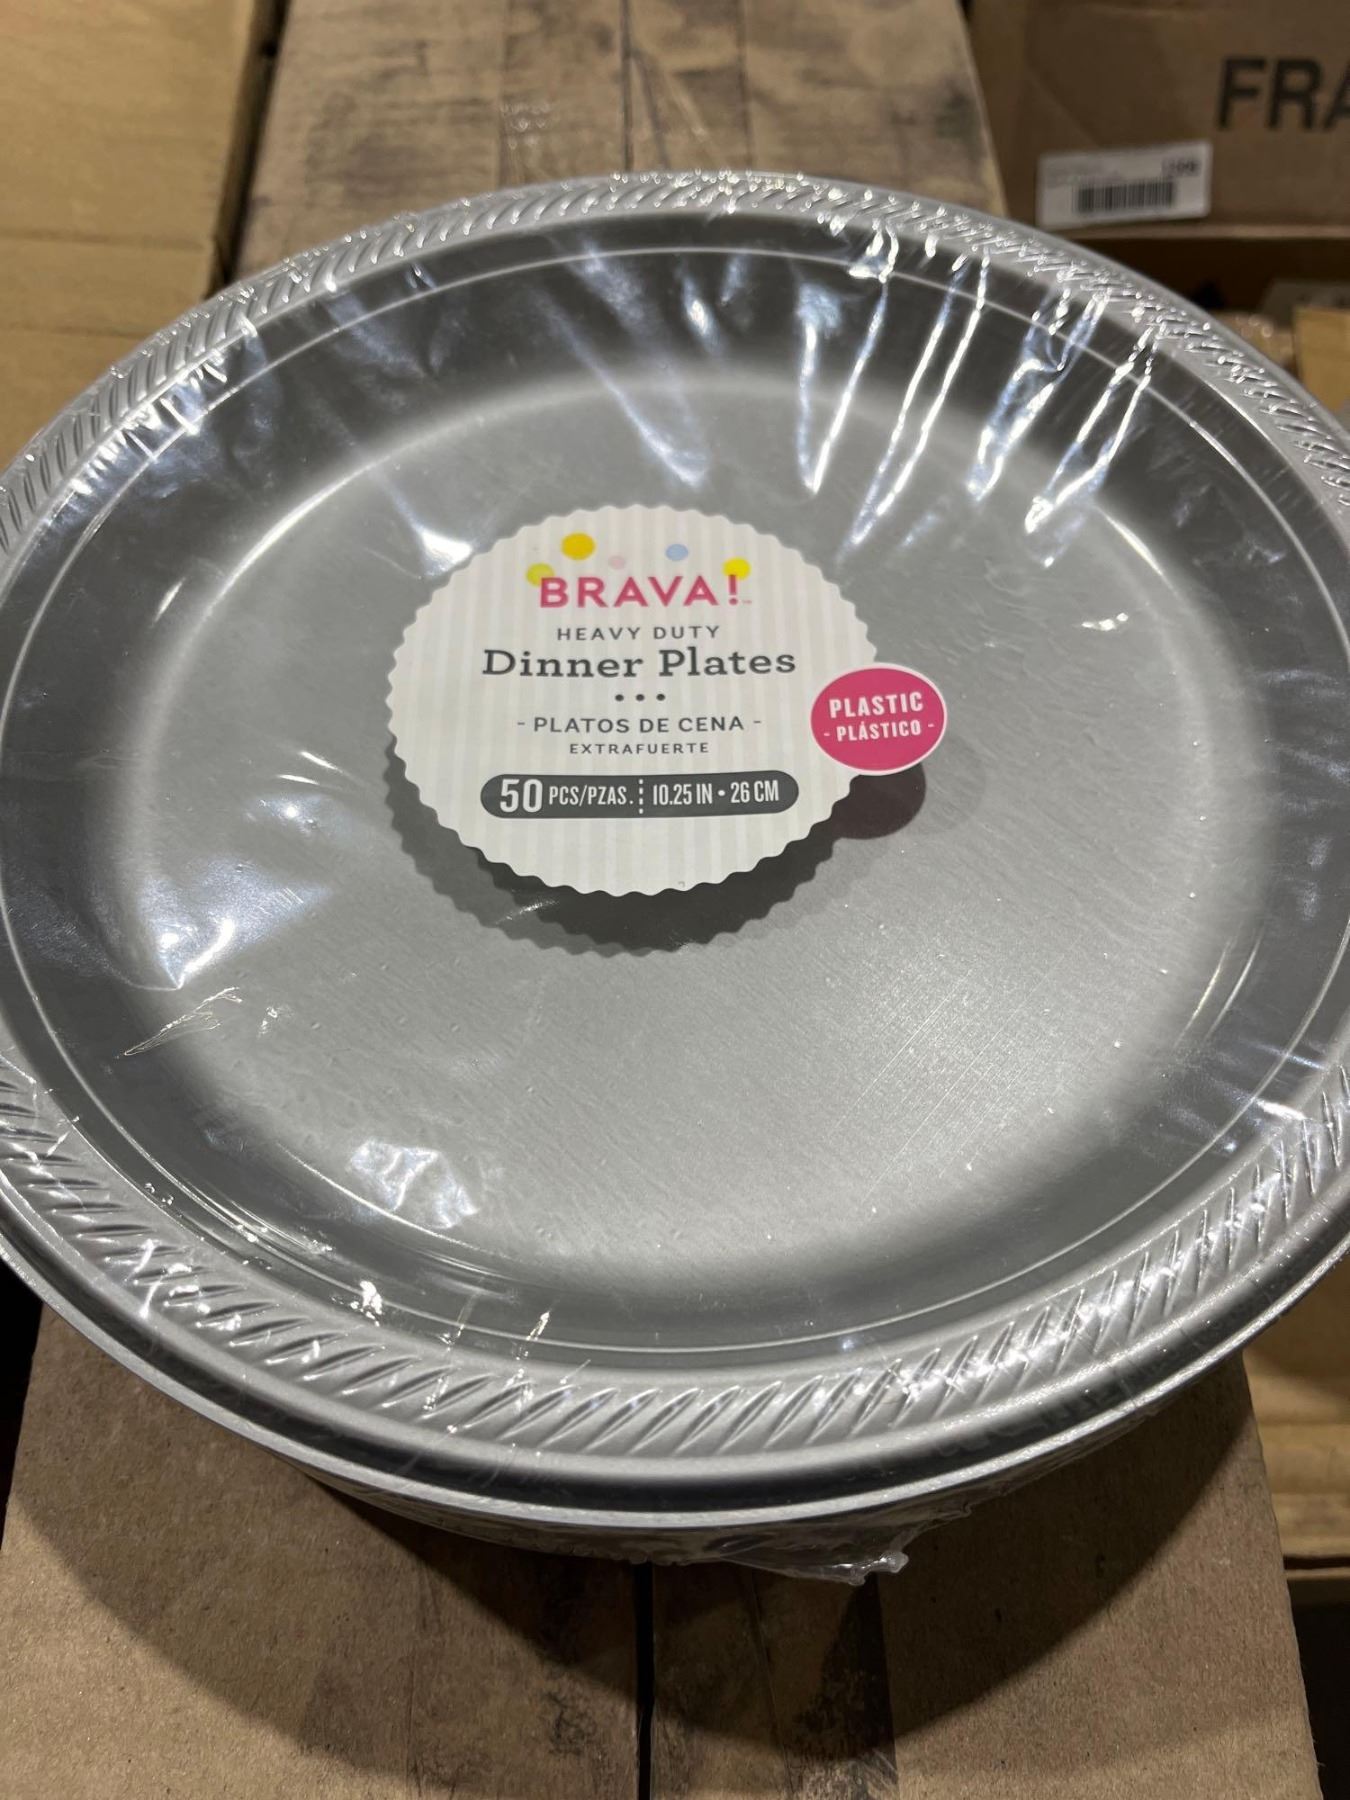 FRA
BRAVA!
HEAVY DUTY
Dinner Plates
- PLATOS DE CENA -
EXTRAFUERTE
50 PCS/PZAS. 10.25 IN • 26 CM
PLASTIC
- PLÁSTICO -